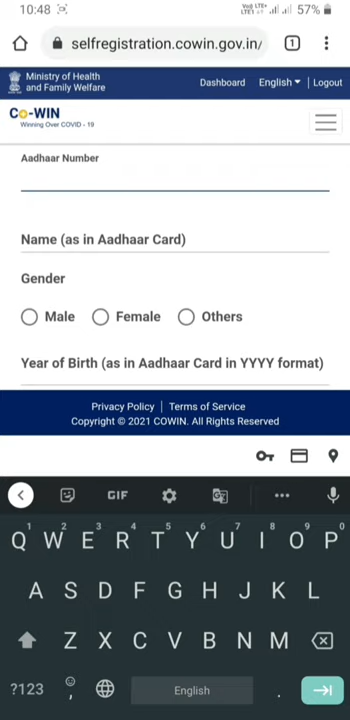 10:48 57%
selfregistration.cowin.gov.in/ 1
Ministry of Health
and Family Welfare
Dashboard English Logout
Co-WIN
Winning Over COVID - 19
Aadhaar Number
Name (as in Aadhaar Card)
Gender
Male Female Others
Year of Birth (as in Aadhaar Card in YYYY format)
Privacy Policy | Terms of Service
Copyright © 2021 COWIN. All Rights Reserved
GIF
1 2 3 4 5 6 7 8 9 0
Q W E R T Y U I O P
A S D F G H J K L
Z X C V B N M
?123 , English .